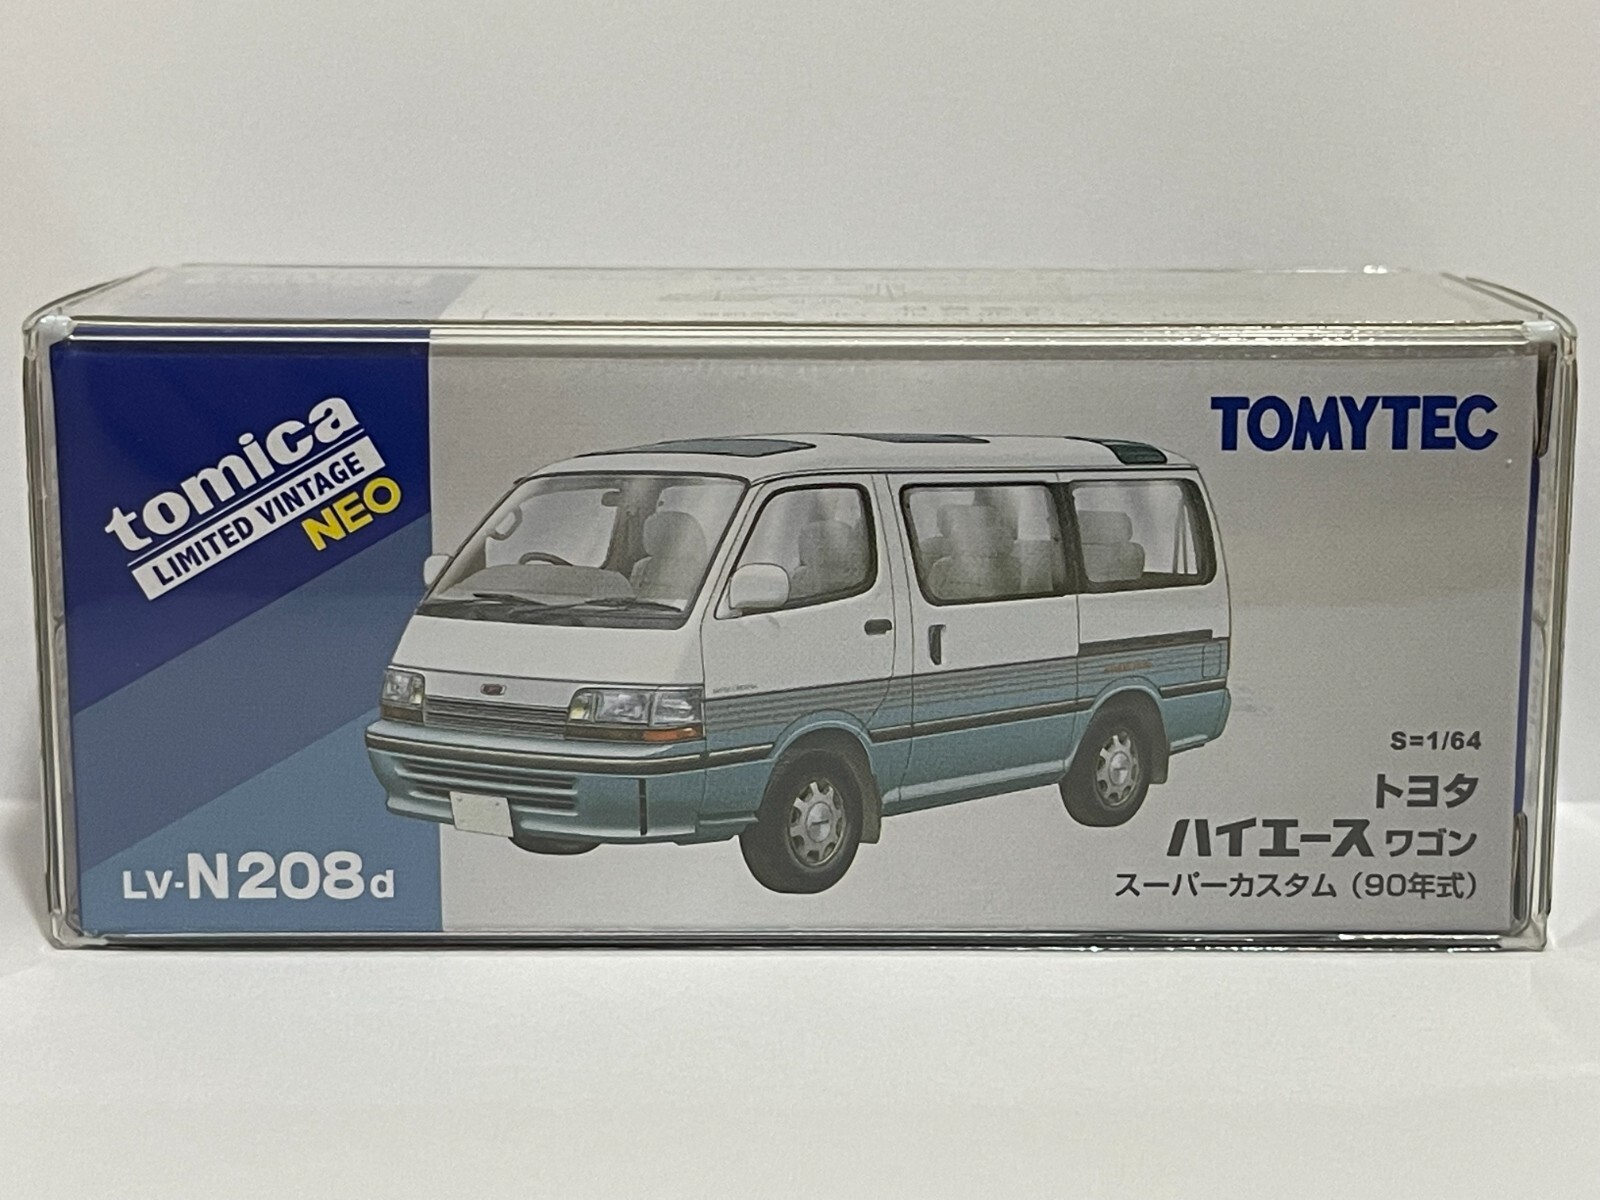 tomica
LIMITED VINTAGE
NEO
LV-N208d
TOMYTEC
S=1/64
トヨタ
ハイエース ワゴン
スーパーカスタム（90年式）